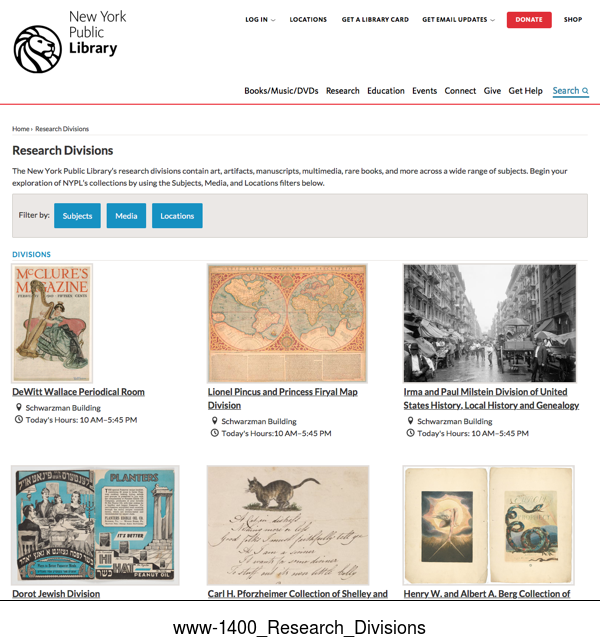 New York
Public
Library
LOG IN LOCATIONS GET A LIBRARY CARD GET EMAIL UPDATES DONATE SHOP
Books/Music/DVDs Research Education Events Connect Give Get Help Search
Home › Research Divisions
Research Divisions
The New York Public Library's research divisions contain art, artifacts, manuscripts, multimedia, rare books, and more across a wide range of subjects. Begin your
exploration of NYPL's collections by using the Subjects, Media, and Locations filters below.
Filter by: Subjects Media Locations
DIVISIONS
McCLURE'S
MAGAZINE
DeWitt Wallace Periodical Room
Schwarzman Building
Today's Hours: 10 AM–5:45 PM
Lionel Pincus and Princess Firyal Map
Division
Schwarzman Building
Today's Hours:10 AM–5:45 PM
Irma and Paul Milstein Division of United
States History, Local History and Genealogy
Schwarzman Building
Today's Hours: 10 AM–5:45 PM
PLANTERS
IT'S BETTER
HI
HAT
PEANUT OIL
Dorot Jewish Division
Carl H. Pforzheimer Collection of Shelley and
Henry W. and Albert A. Berg Collection of
www-1400_Research_Divisions